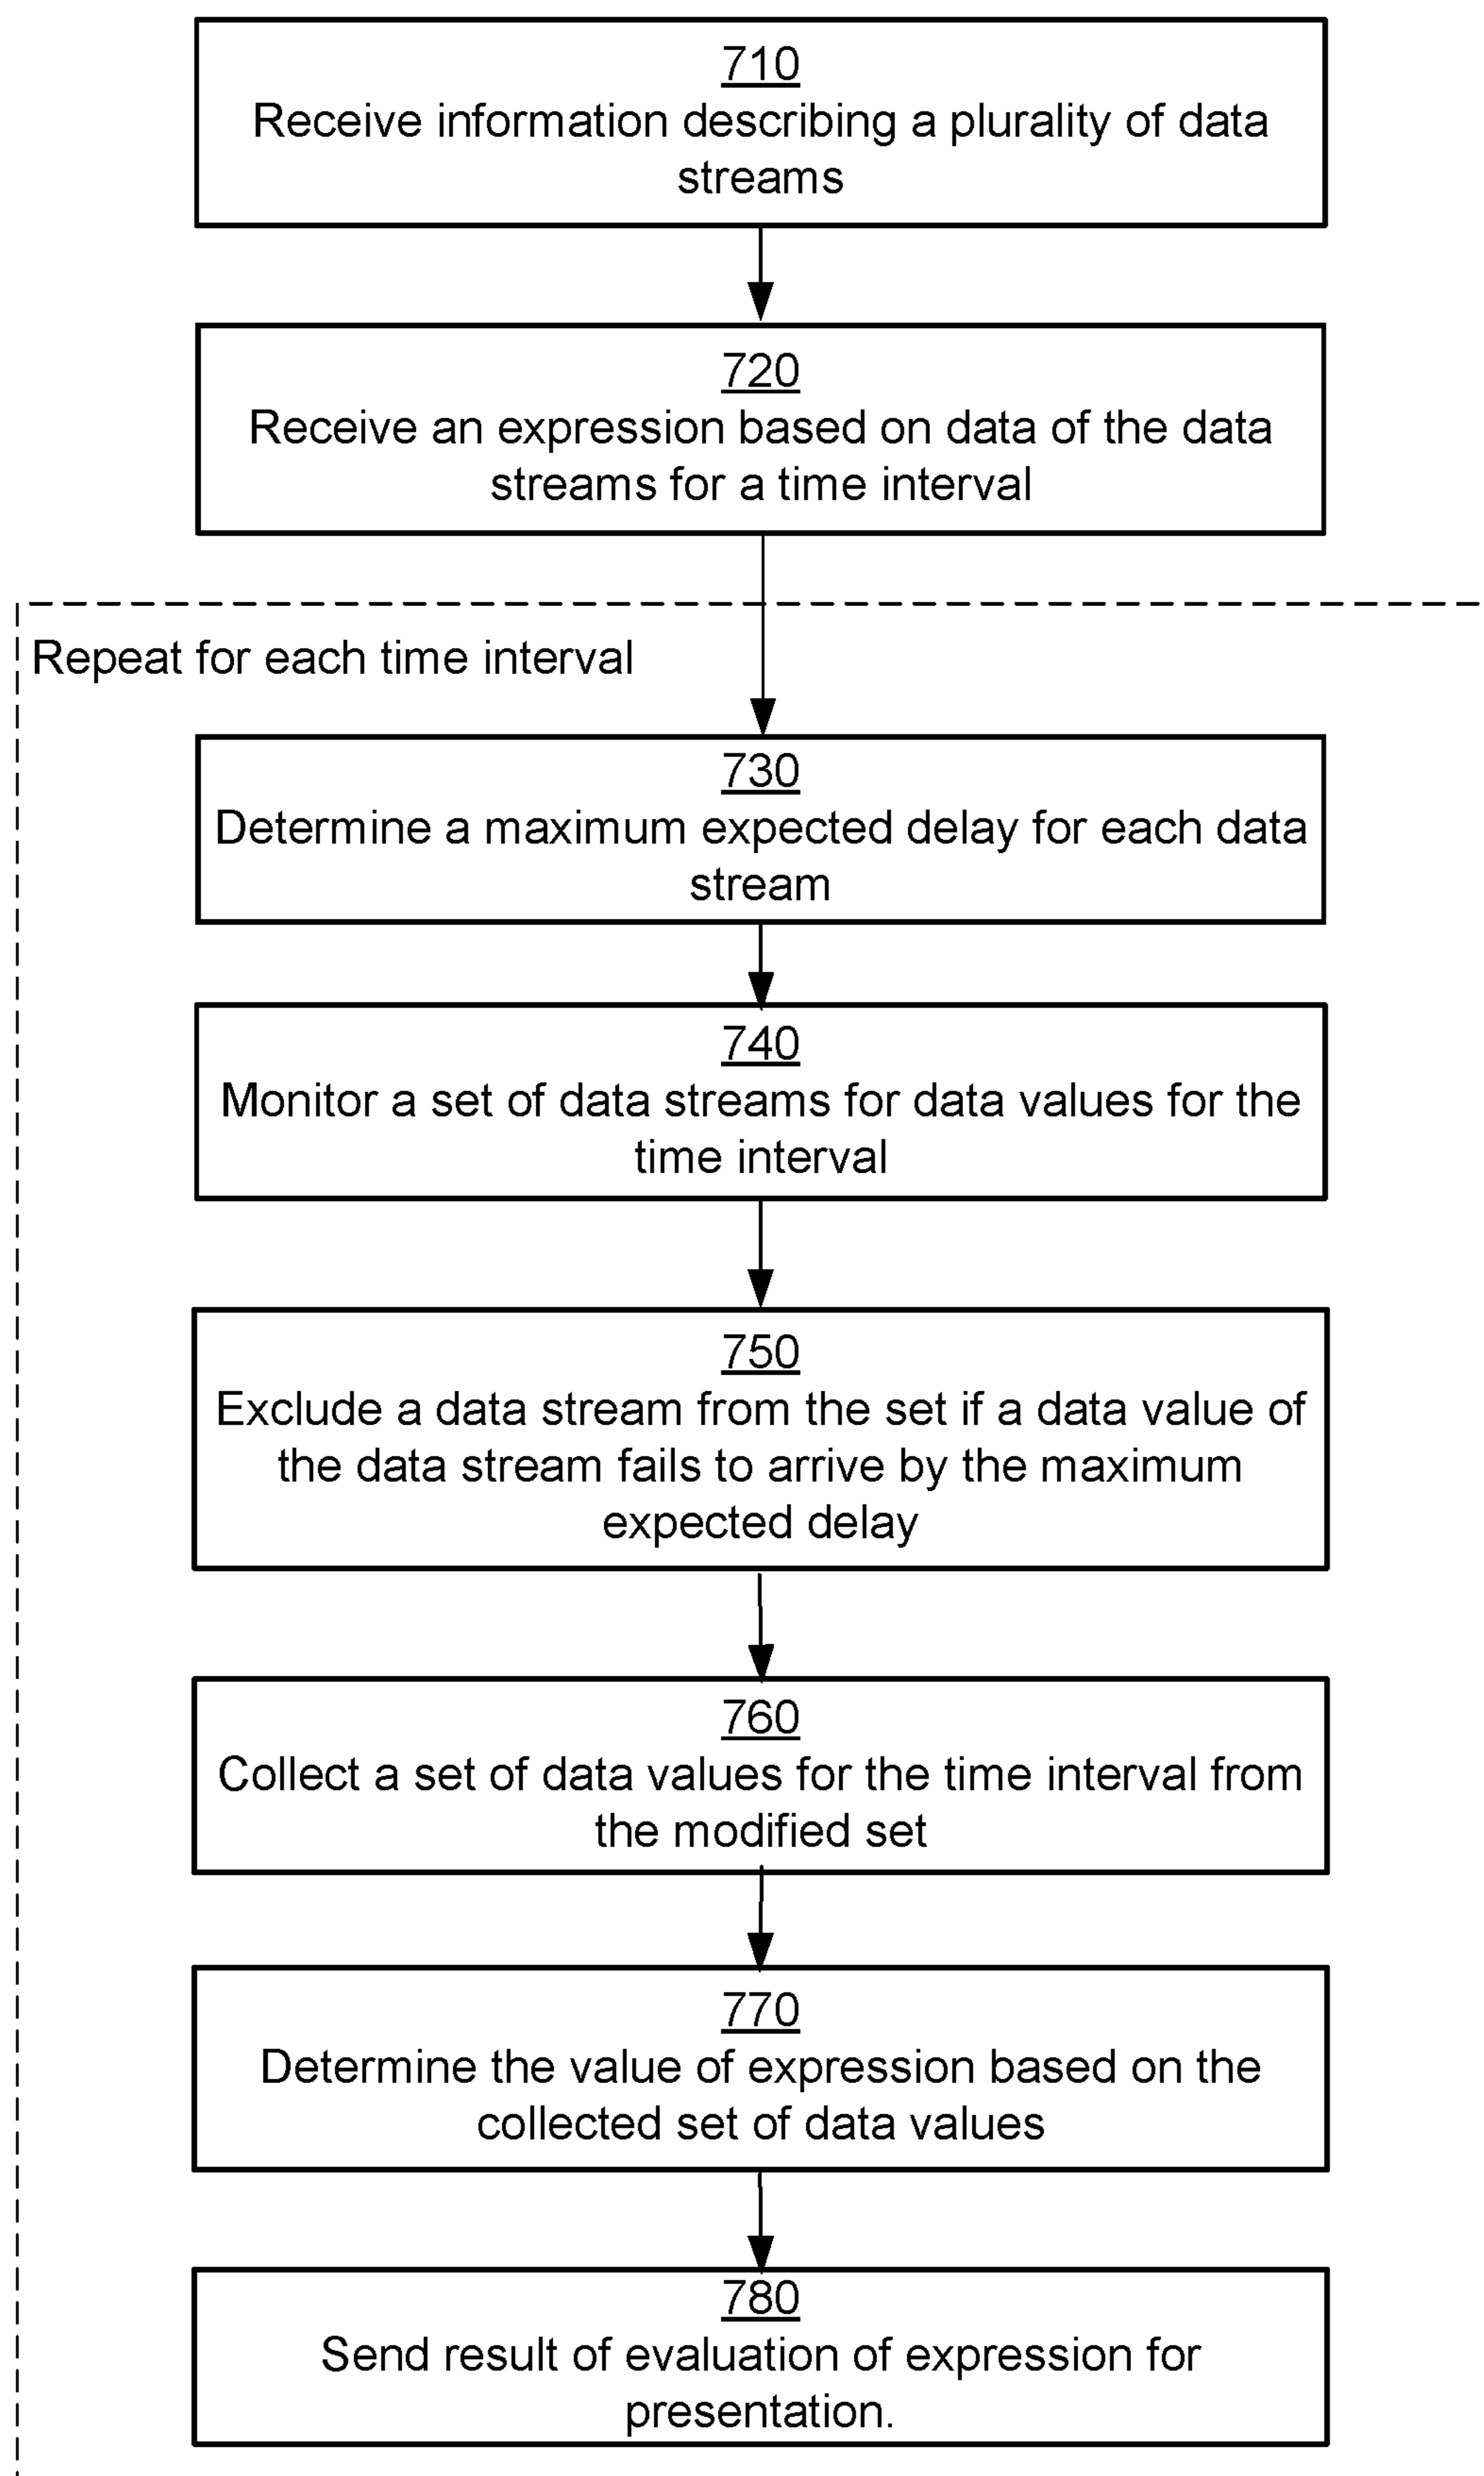 710
Receive information describing a plurality of data
streams
720
Receive an expression based on data of the data
streams for a time interval
Repeat for each time interval
730
Determine a maximum expected delay for each data
stream
740
Monitor a set of data streams for data values for the
time interval
750
Exclude a data stream from the set if a data value of
the data stream fails to arrive by the maximum
expected delay
760
Collect a set of data values for the time interval from
the modified set
770
Determine the value of expression based on the
collected set of data values
780
Send result of evaluation of expression for
presentation.